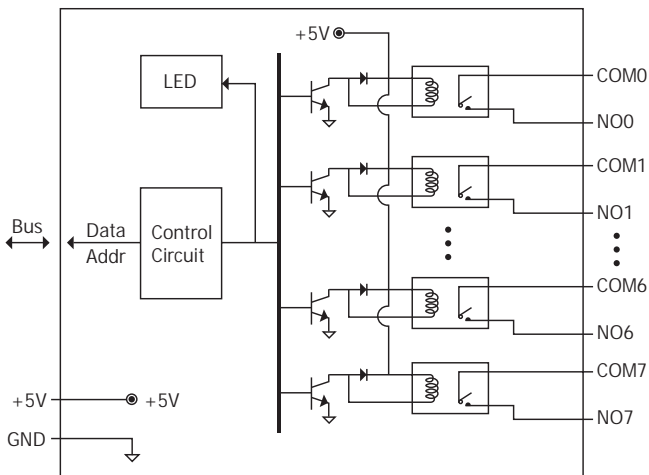 +5V
LED
COM0
NO0
COM1
NO1
Bus
Data
Addr
Control
Circuit
COM6
NO6
COM7
NO7
+5V
+5V
GND